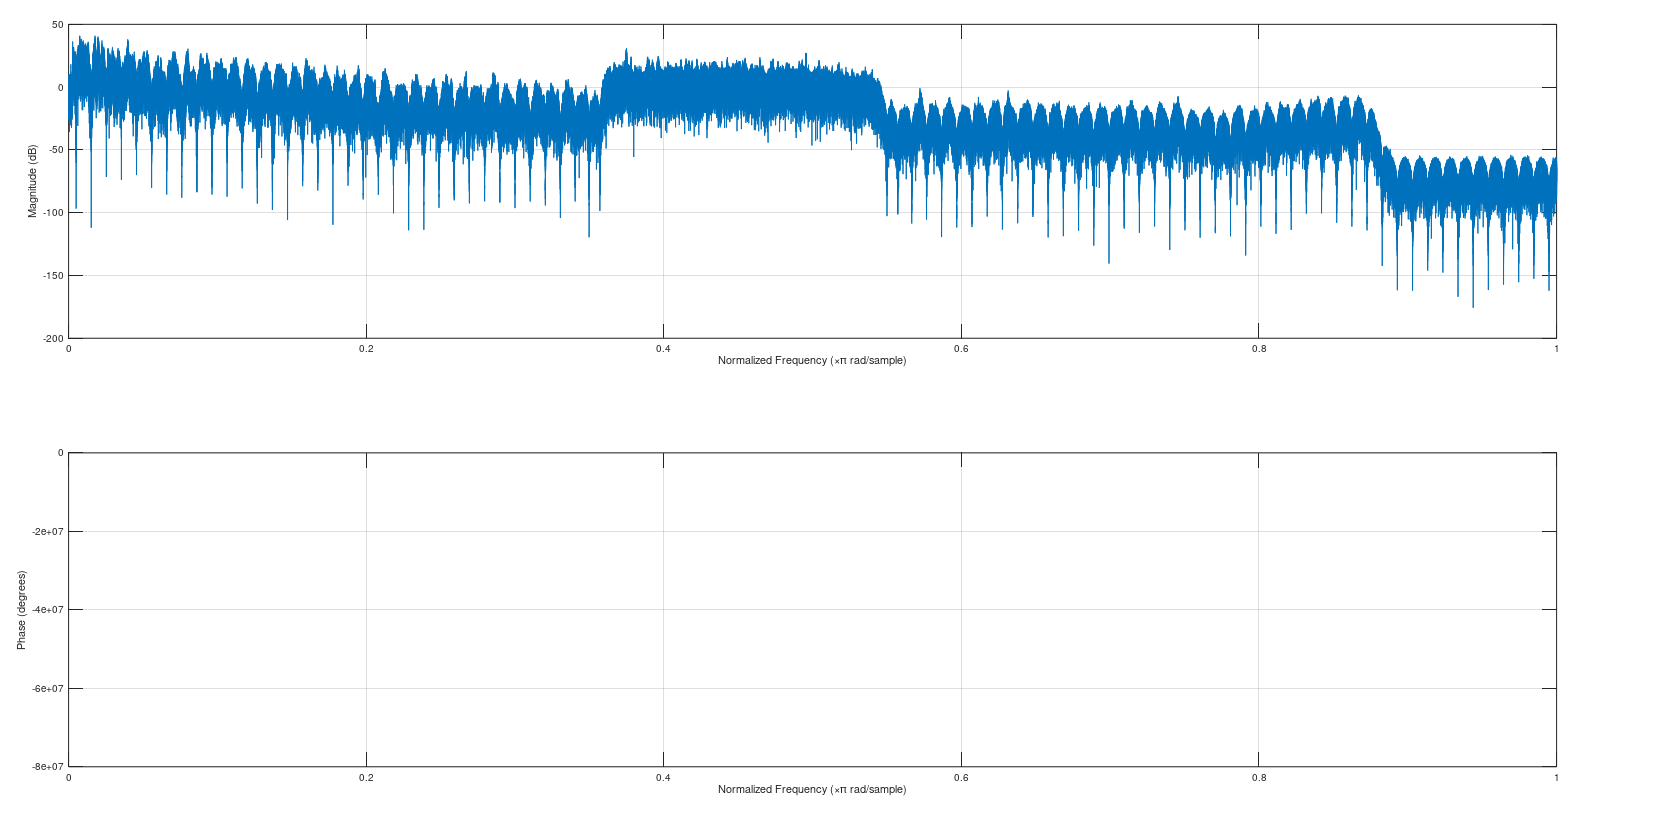 50
0
-50
-100
-150
-200
Magnitude (dB)
0 0.2 0.4 0.6 0.8 1
Normalized Frequency (×π rad/sample)
0
-2e+07
-4e+07
-6e+07
-8e+07
Phase (degrees)
0 0.2 0.4 0.6 0.8 1
Normalized Frequency (×π rad/sample)